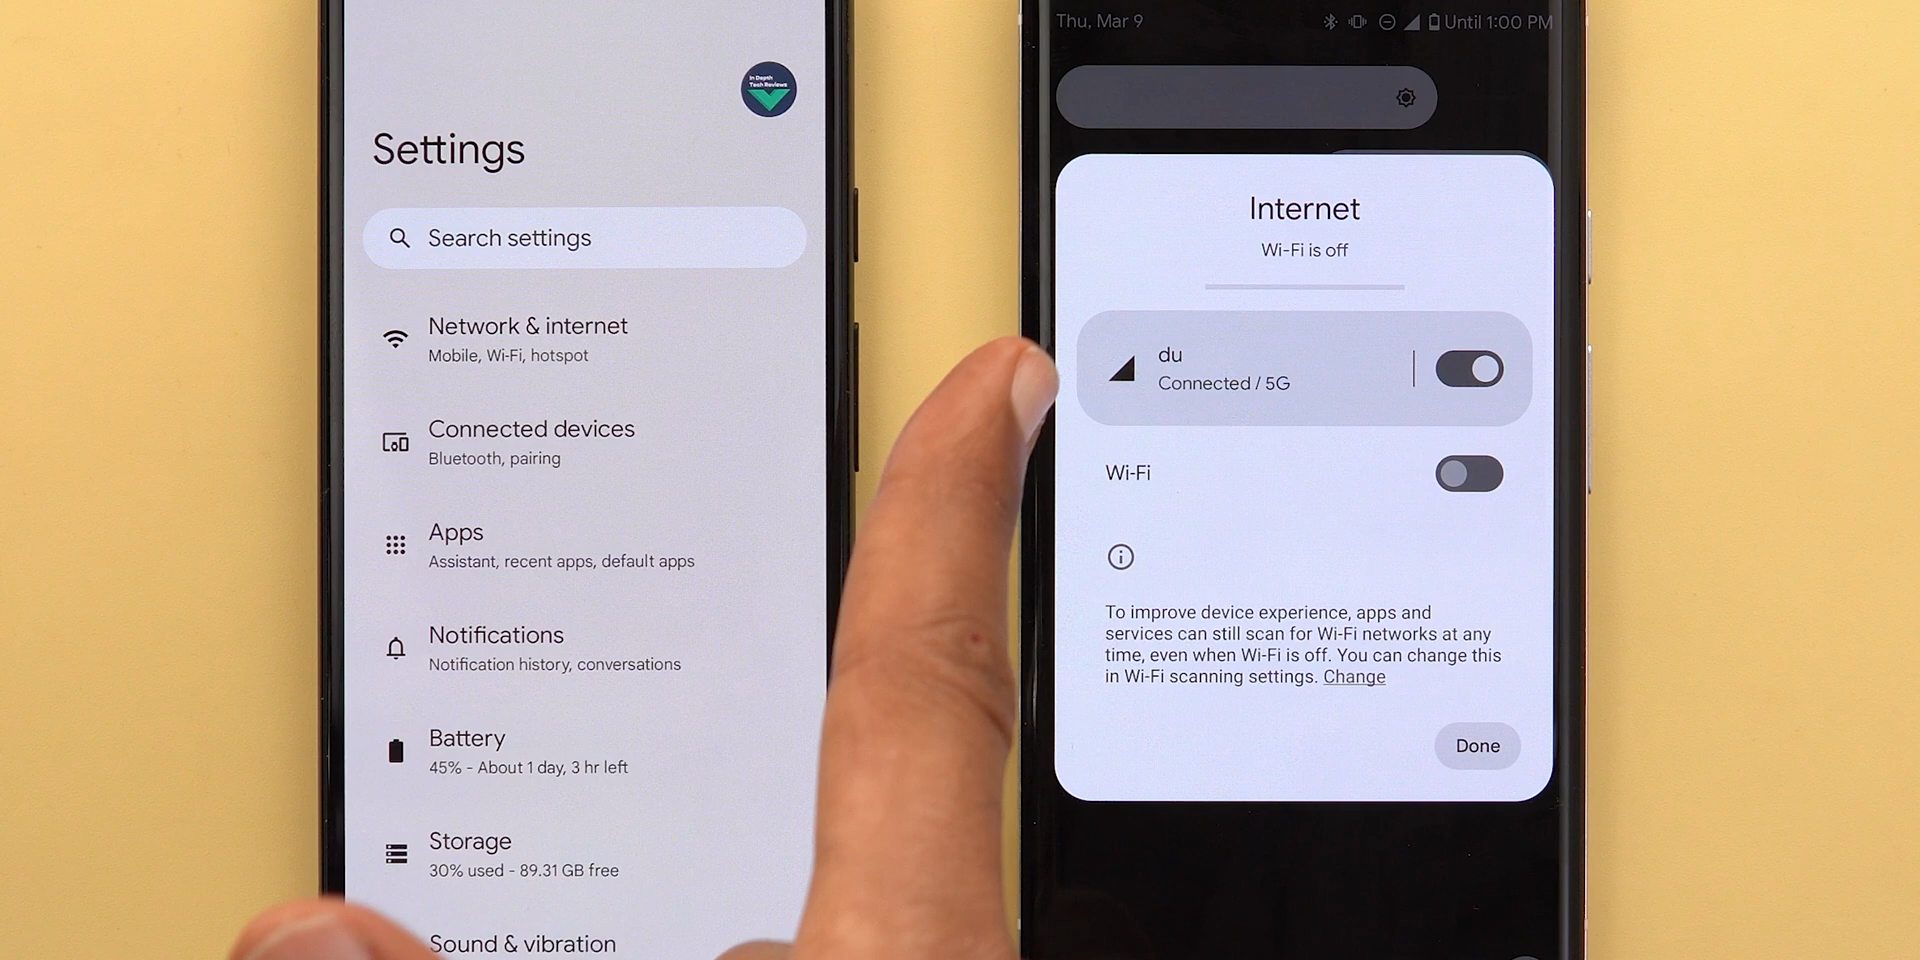 In Depth
Tech Reviews
Settings
Search settings
Network & internet
Mobile, Wi-Fi, hotspot
Connected devices
Bluetooth, pairing
Apps
Assistant, recent apps, default apps
Notifications
Notification history, conversations
Battery
45% - About 1 day, 3 hr left
Storage
30% used - 89.31 GB free
Sound & vibration
Thu, Mar 9
Until 1:00 PM
Internet
Wi-Fi is off
du
Connected / 5G
Wi-Fi
To improve device experience, apps and
services can still scan for Wi-Fi networks at any
time, even when Wi-Fi is off. You can change this
in Wi-Fi scanning settings. Change
Done